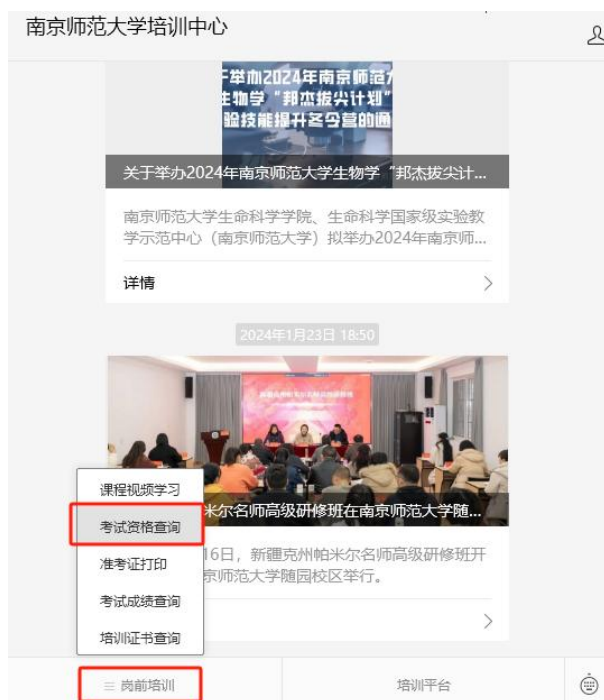 南京师范大学培训中心
于举办2024年南京师范大
生物学“邦杰拔尖计划”
验技能提升冬令营的通
关于举办2024年南京师范大学生物学“邦杰拔尖计...
南京师范大学生命科学学院、生命科学国家级实验教
学示范中心（南京师范大学）拟举办2024年南京师...
详情
2024年1月23日 18:50
米尔名师高级研修班在南京师范大学随...
16日，新疆克州帕米尔名师高级研修班开
京师范大学随园校区举行。
课程视频学习
考试资格查询
准考证打印
考试成绩查询
培训证书查询
岗前培训
培训平台